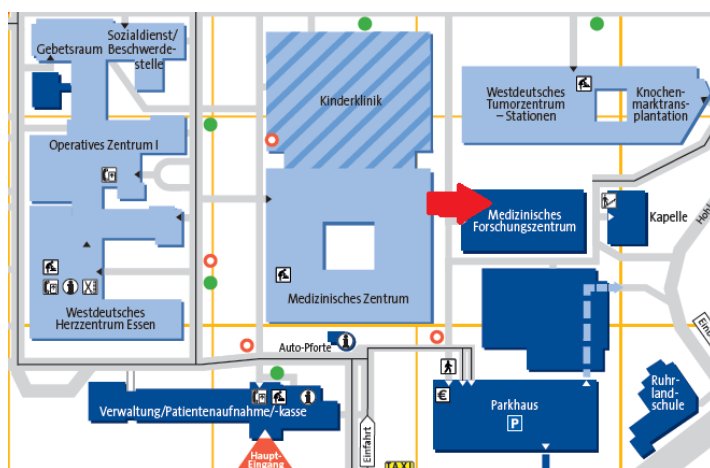 Sozialdienst/
Beschwerde-
stelle
Gebetsraum
Kinderklinik
Westdeutsches
Tumorzentrum
– Stationen
Knochen-
marktrans-
plantation
Operatives Zentrum I
Medizinisches
Forschungszentrum
Kapelle
Medizinisches Zentrum
Westdeutsches
Herzzentrum Essen
Auto-Pforte
i
Verwaltung/Patientenaufnahme/-kasse
Haupt-
Eingang
Einfahrt
TAXI
€
Parkhaus
P
Ruhr-
land-
schule